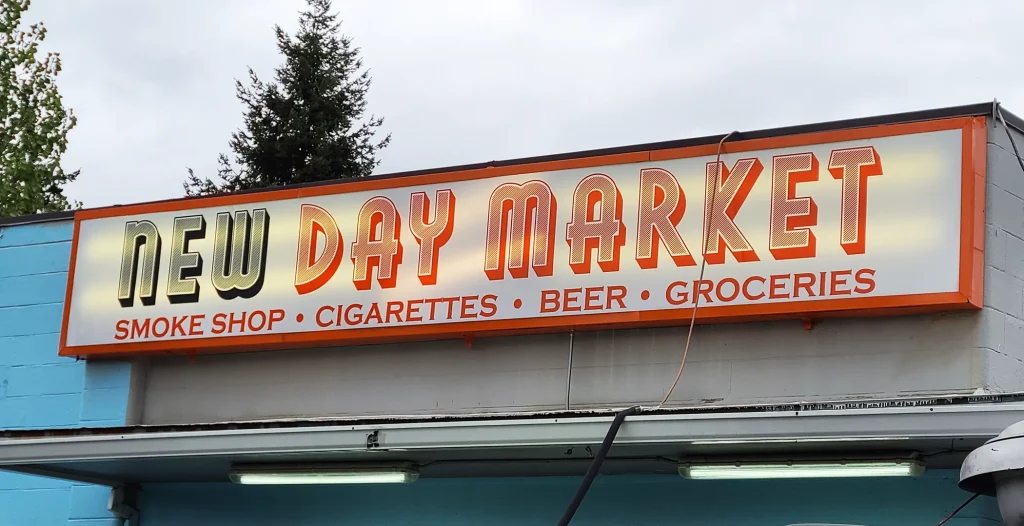 NEW DAY MARKET
SMOKE SHOP • CIGARETTES • BEER • GROCERIES